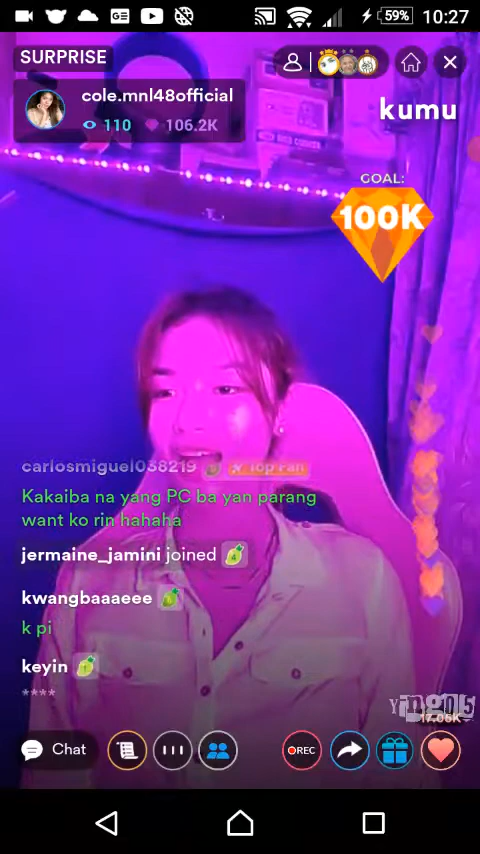 59% 10:27
SURPRISE
cole.mnl48official
110 106.2K
kumu
GOAL:
100K
carlosmiguel038219 Top Fan
Kakaiba na yang PC ba yan parang
want ko rin hahaha
jermaine_jamini joined
kwangbaaaeee
k pi
keyin
****
Yingo15
17.06K
Chat
REC